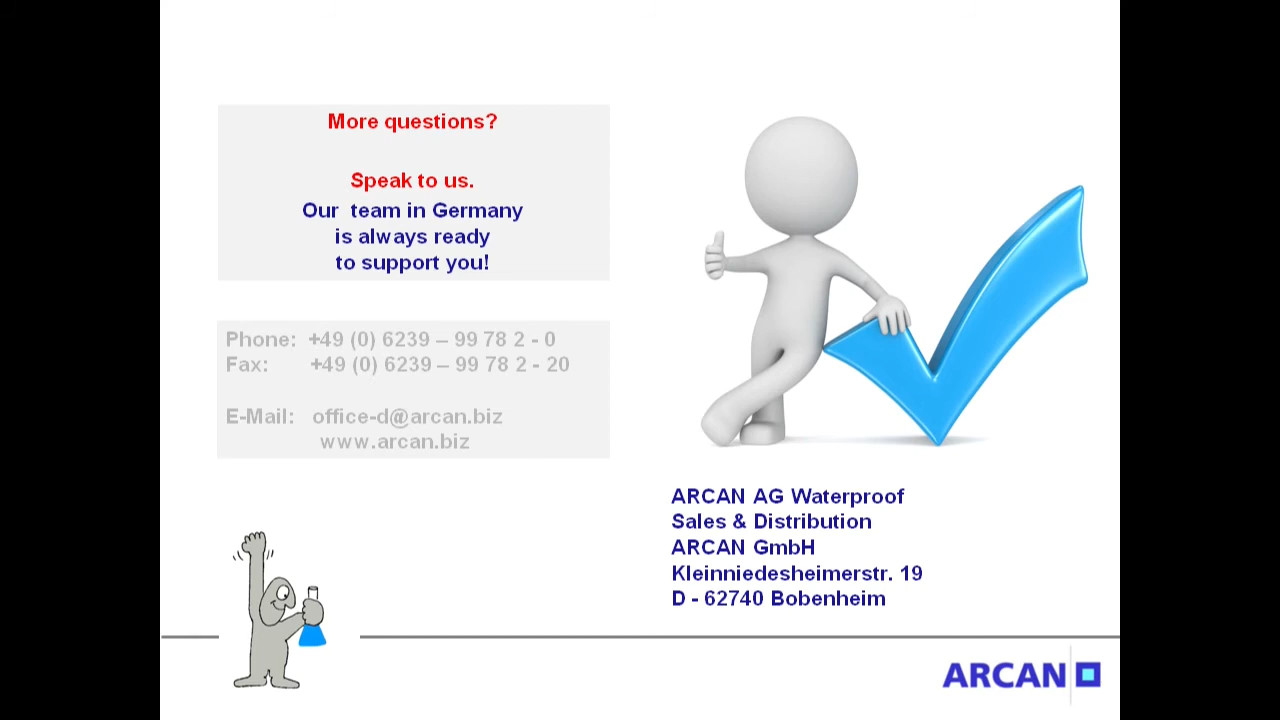 More questions?
Speak to us.
Our team in Germany
is always ready
to support you!
Phone: +49 (0) 6239 – 99 78 2 - 0
Fax: +49 (0) 6239 – 99 78 2 - 20
E-Mail: office-d@arcan.biz
www.arcan.biz
ARCAN AG Waterproof
Sales & Distribution
ARCAN GmbH
Kleinniedesheimerstr. 19
D - 62740 Bobenheim
ARCAN